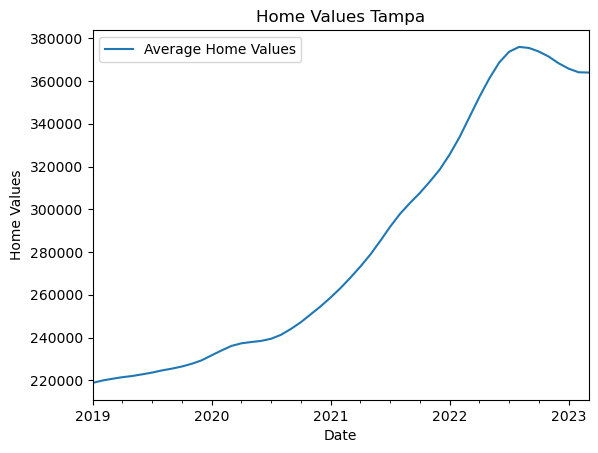 Home Values Tampa
Average Home Values
380000
360000
340000
320000
300000
280000
260000
240000
220000
Home Values
2019 2020 2021 2022 2023
Date